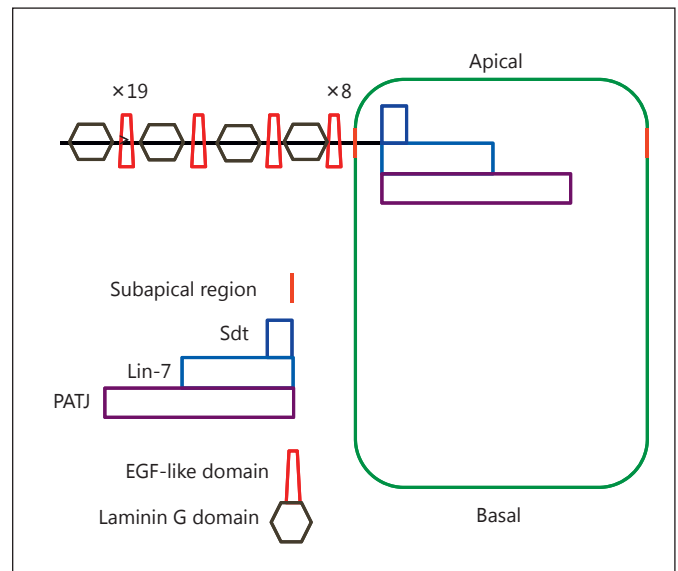 Apical
×19
×8
Subapical region
Sdt
Lin-7
PATJ
EGF-like domain
Laminin G domain
Basal